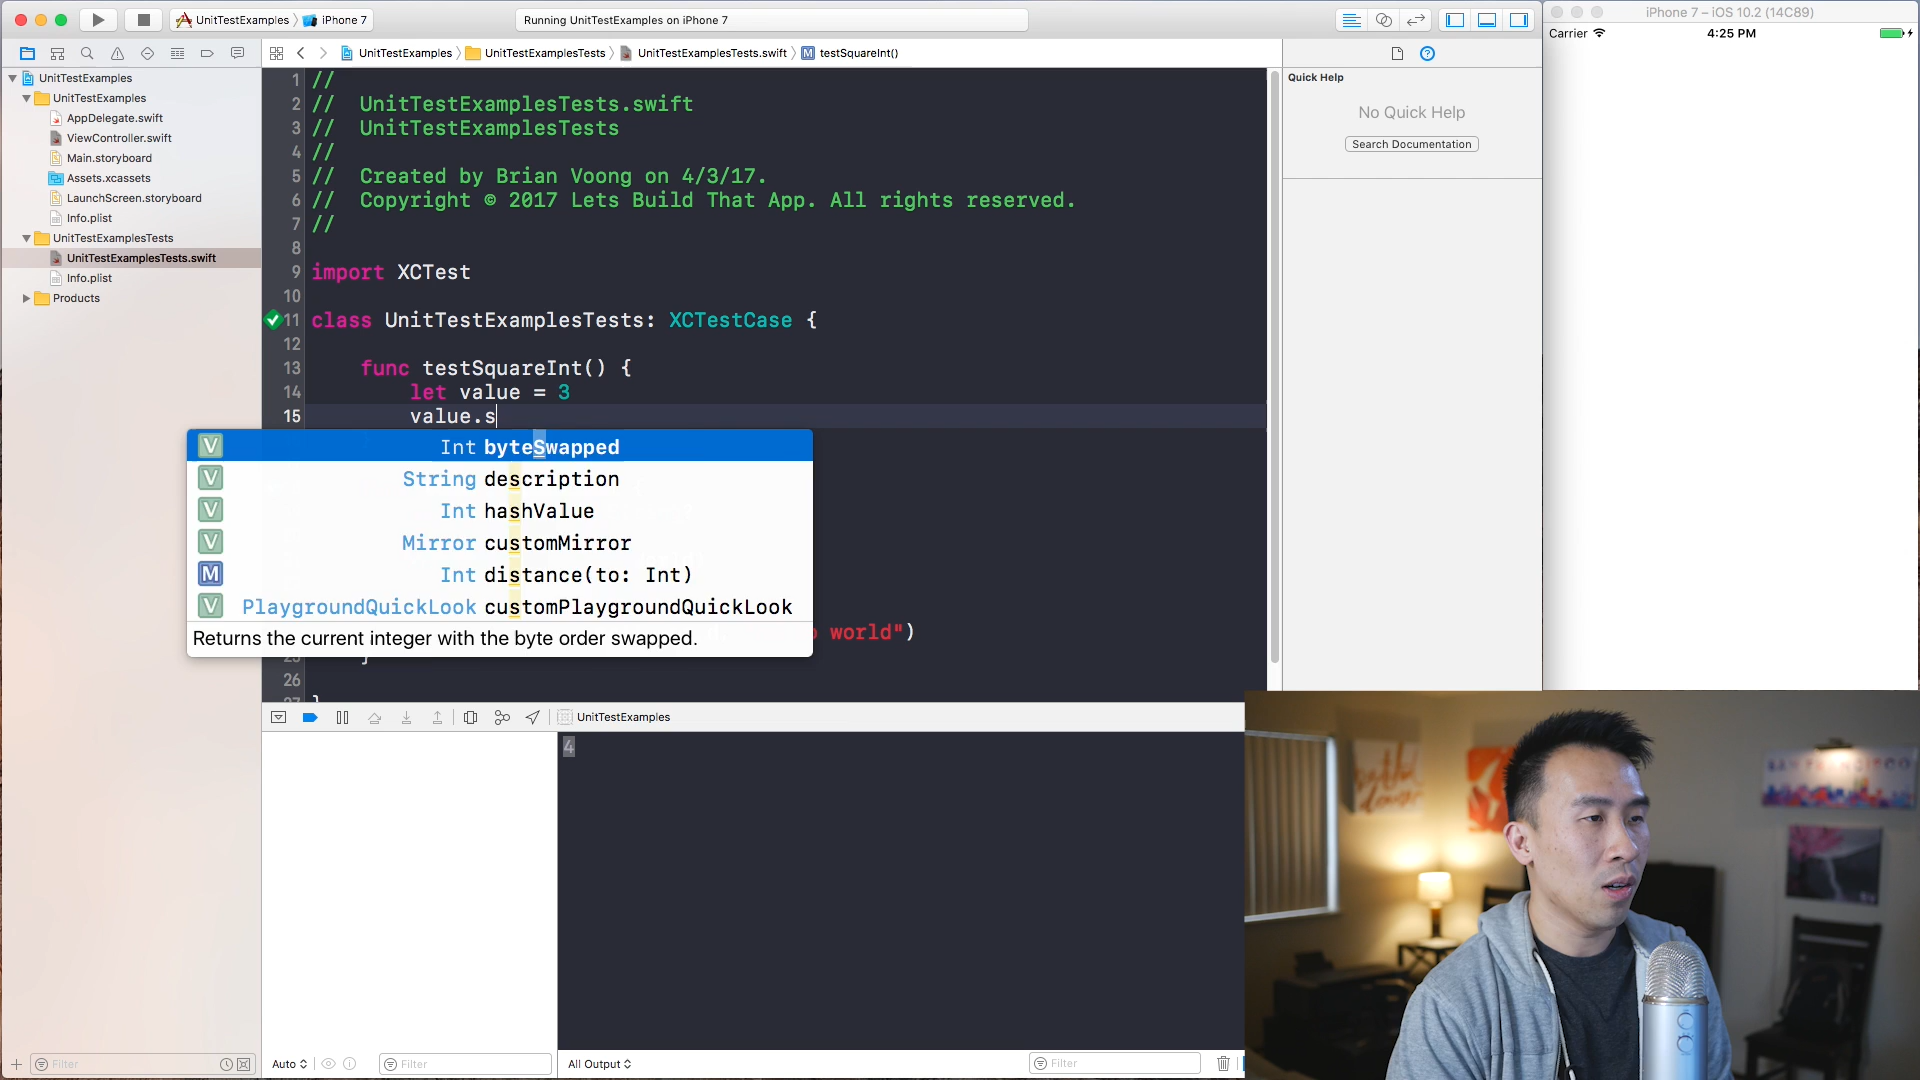 UnitTestExamples
iPhone 7
Running UnitTestExamples on iPhone 7
iPhone 7 – iOS 10.2 (14C89)
Carrier
4:25 PM
UnitTestExamples
UnitTestExamplesTests
UnitTestExamplesTests.swift
M
testSquareInt()
UnitTestExamples
UnitTestExamples
AppDelegate.swift
ViewController.swift
Main.storyboard
Assets.xcassets
LaunchScreen.storyboard
Info.plist
UnitTestExamplesTests
UnitTestExamplesTests.swift
Info.plist
Products
Quick Help
No Quick Help
Search Documentation
1 //
2 // UnitTestExamplesTests.swift
3 // UnitTestExamplesTests
4 //
5 // Created by Brian Voong on 4/3/17.
6 // Copyright © 2017 Lets Build That App. All rights reserved.
7 //
8
9 import XCTest
10
11 class UnitTestExamplesTests: XCTestCase {
12
13 func testSquareInt() {
14 let value = 3
15 value.s
V Int byteSwapped
V String description
V Int hashValue
V Mirror customMirror
M Int distance(to: Int)
V PlaygroundQuickLook customPlaygroundQuickLook
Returns the current integer with the byte order swapped.
world")
25 }
26
27 }
UnitTestExamples
4
Filter
Auto
Filter
All Output
Filter
SAN FRANCISCO